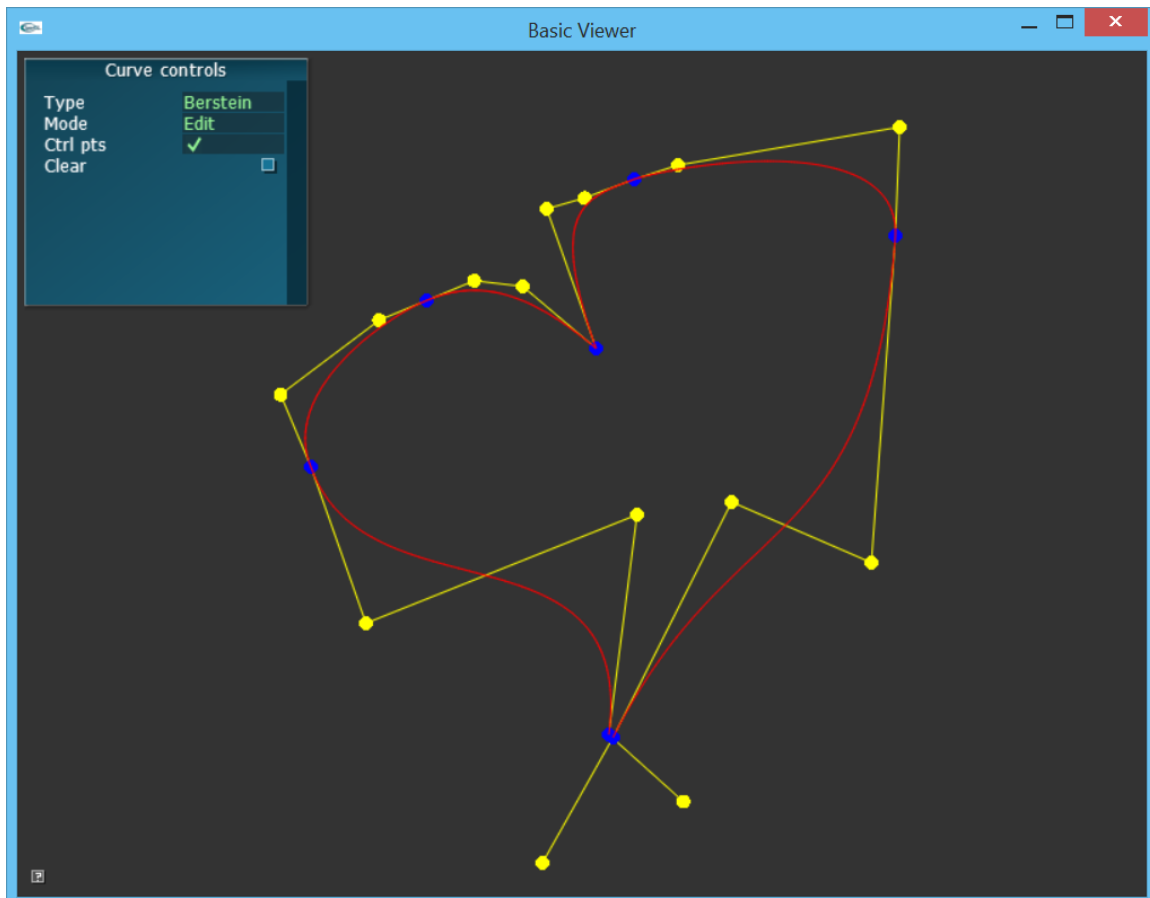 Basic Viewer
Curve controls
Type Berstein
Mode Edit
Ctrl pts ✓
Clear
?